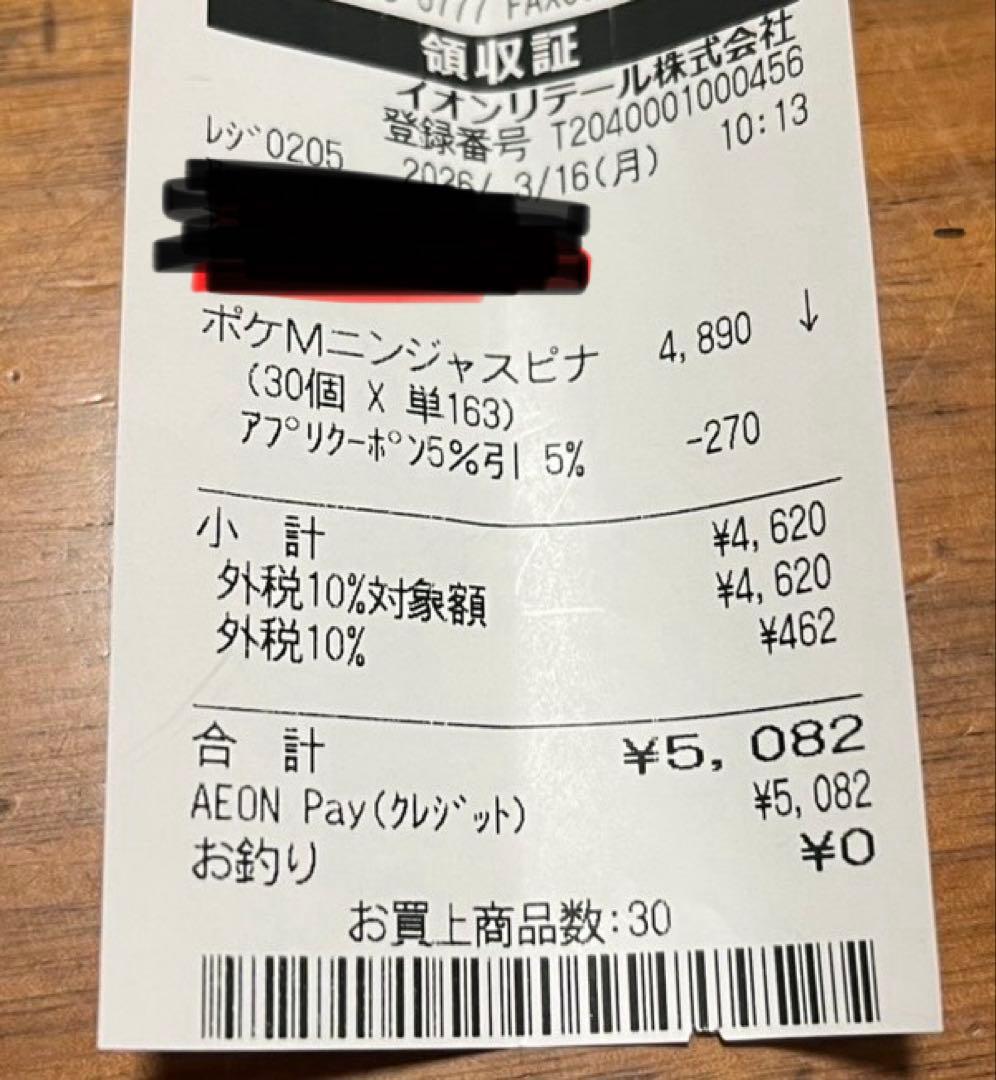 領収証
イオンリテール株式会社
登録番号 T2040001000456
レジ0205 2026/ 3/16(月) 10:13
ポケMニンジャスピナ 4,890 ↓
(30個 X 単163)
アプリクーポン5%引 5% -270
小 計 ¥4,620
外税10%対象額 ¥4,620
外税10% ¥462
合 計 ¥5,082
AEON Pay(クレジット) ¥5,082
お釣り ¥0
お買上商品数:30